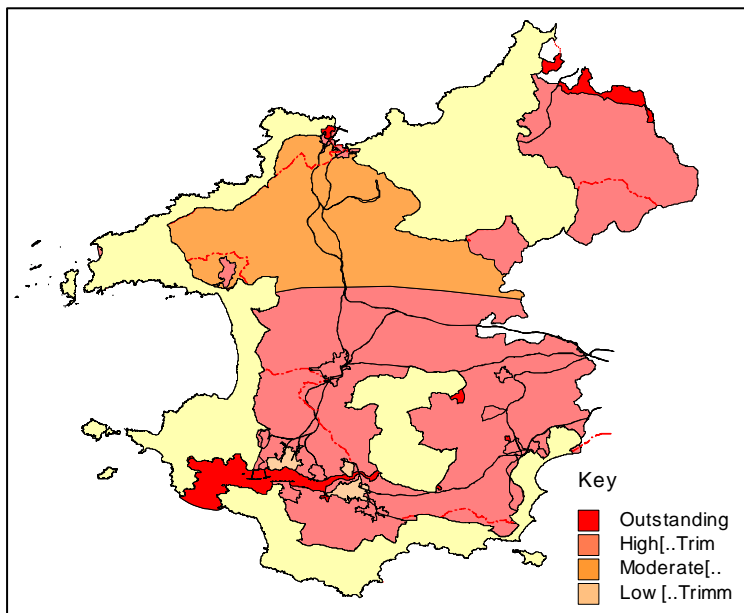 Key
Outstanding
High[..Trim
Moderate[..
Low [..Trimm